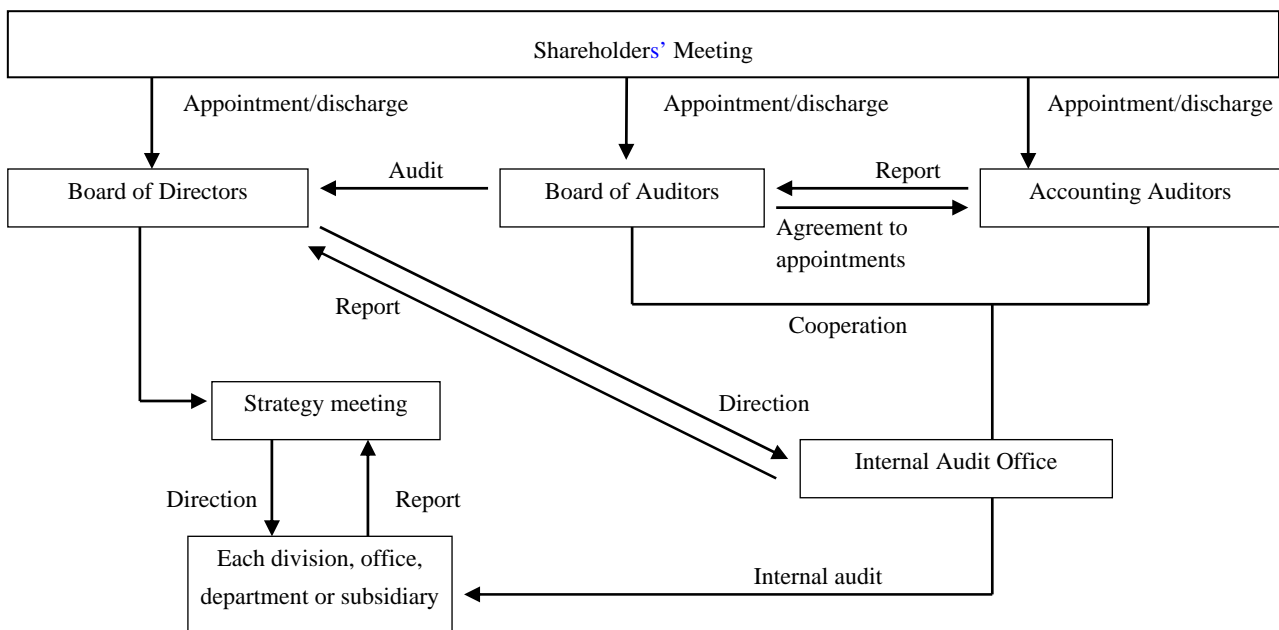 Shareholders’ Meeting
Appointment/discharge
Appointment/discharge
Appointment/discharge
Audit
Report
Board of Directors
Board of Auditors
Accounting Auditors
Agreement to
appointments
Report
Cooperation
Strategy meeting
Direction
Internal Audit Office
Direction
Report
Each division, office,
department or subsidiary
Internal audit